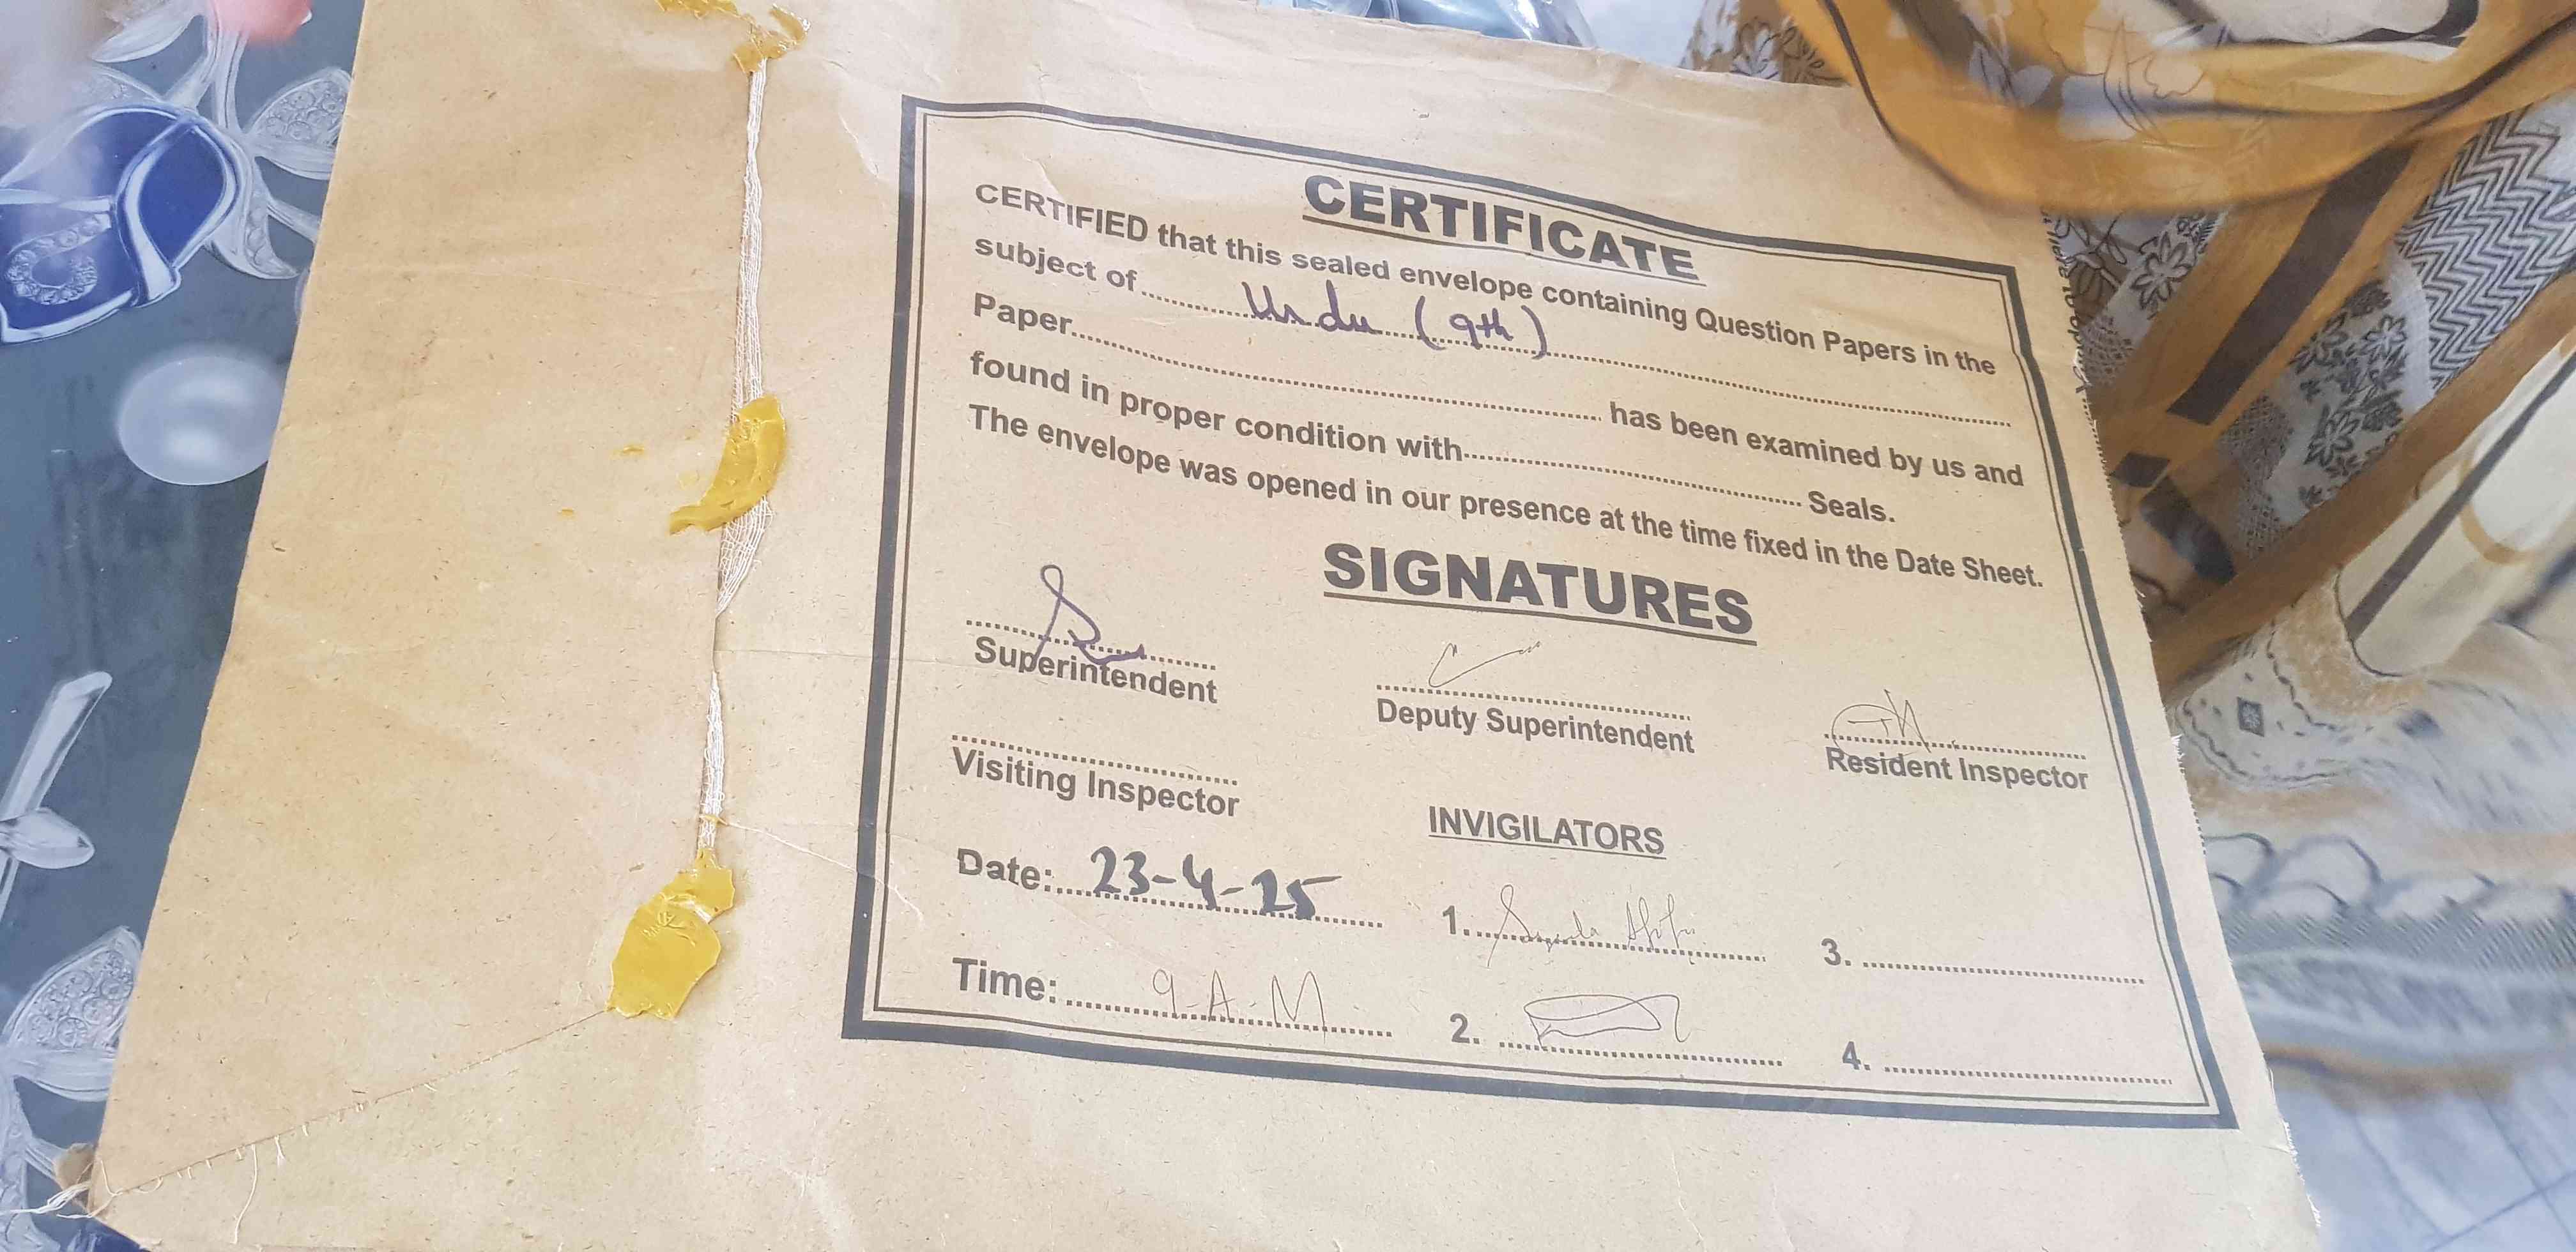 CERTIFICATE
CERTIFIED that this sealed envelope containing Question Papers in the
subject of Urdu (9th)
Paper has been examined by us and
found in proper condition with Seals.
The envelope was opened in our presence at the time fixed in the Date Sheet.
SIGNATURES
Superintendent
Deputy Superintendent
Resident Inspector
Visiting Inspector
INVIGILATORS
Date: 23-4-25
1.
3.
Time: 9-A-M
2.
4.